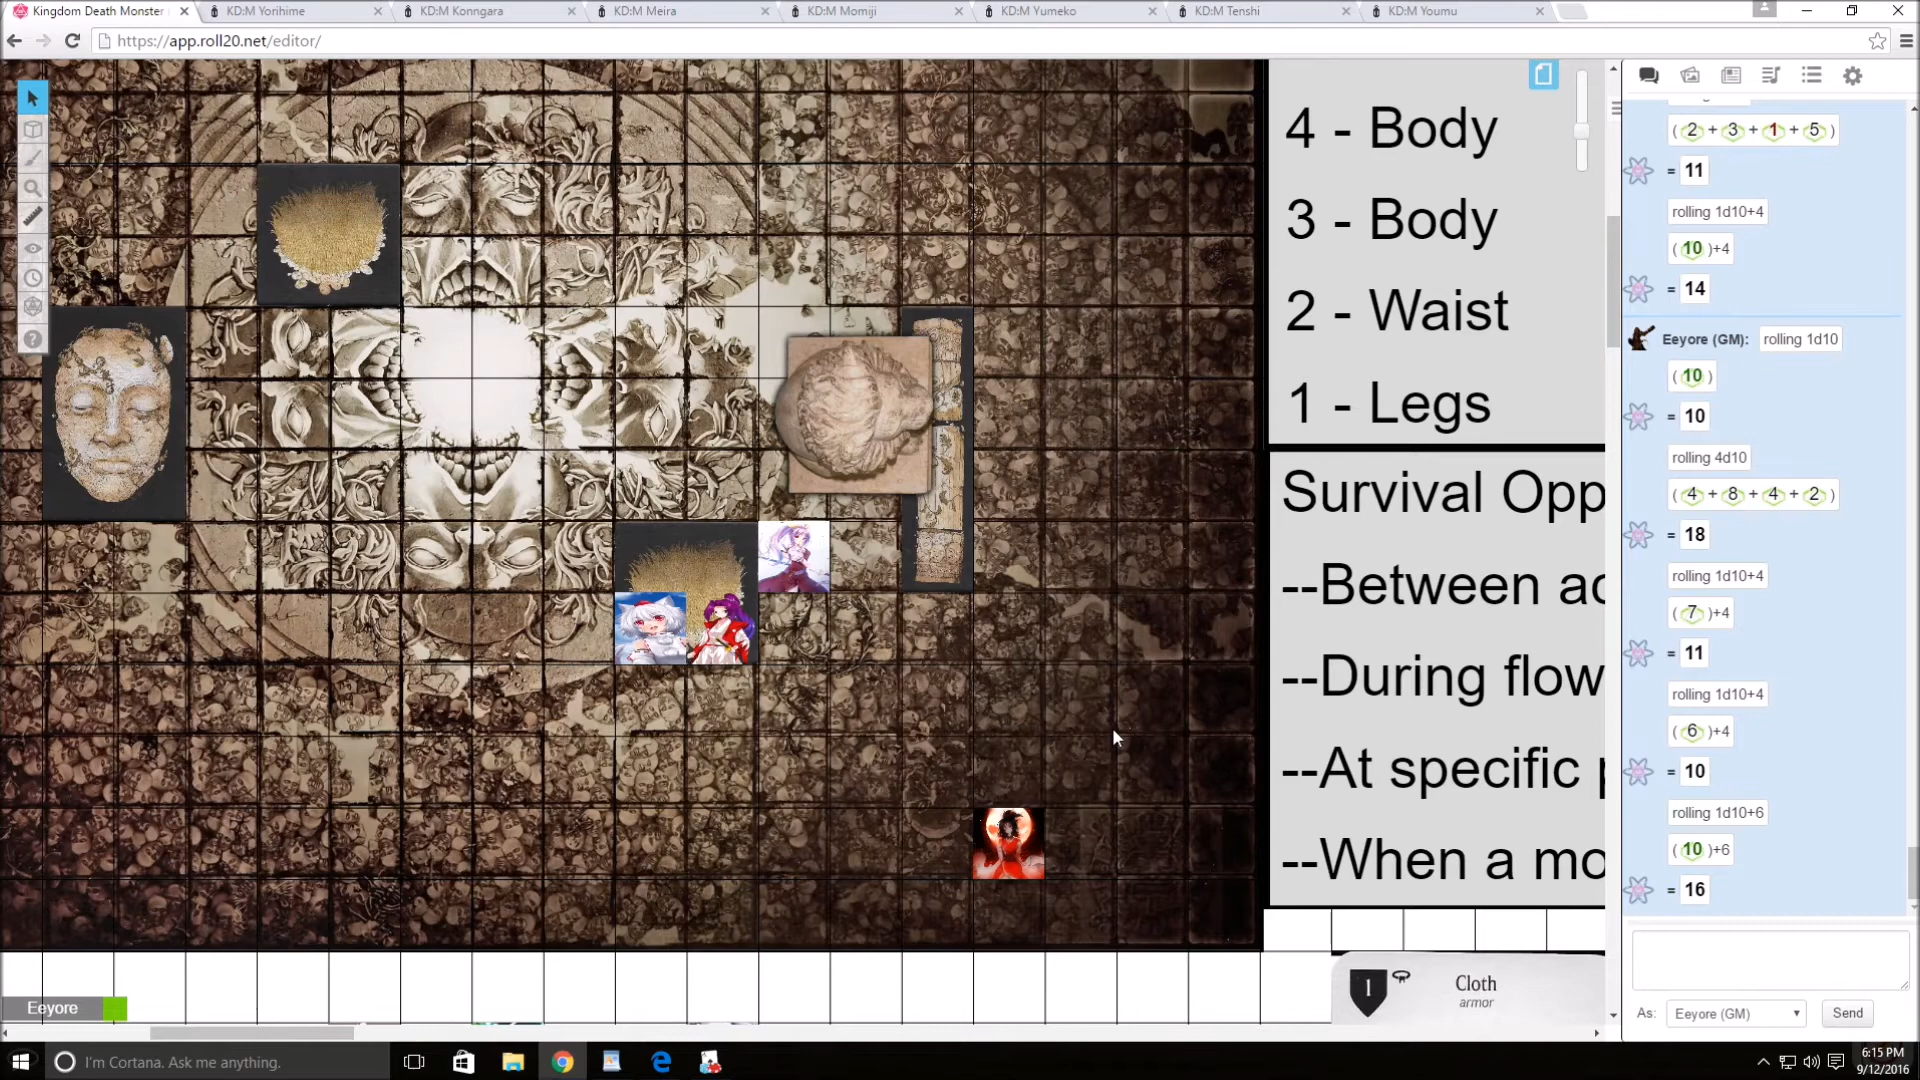 Kingdom Death Monster
KD:M Yorihime
KD:M Konngara
KD:M Meira
KD:M Momiji
KD:M Yumeko
KD:M Tenshi
KD:M Youmu
https://app.roll20.net/editor/
4 - Body
3 - Body
2 - Waist
1 - Legs
Survival Opp
--Between ac
--During flow
--At specific p
--When a mo
1
Cloth
armor
Eeyore
(2+3+1+5)
= 11
rolling 1d10+4
(10)+4
= 14
Eeyore (GM): rolling 1d10
(10)
= 10
rolling 4d10
(4+8+4+2)
= 18
rolling 1d10+4
(7)+4
= 11
rolling 1d10+4
(6)+4
= 10
rolling 1d10+6
(10)+6
= 16
As: Eeyore (GM) Send
I'm Cortana. Ask me anything.
6:15 PM
9/12/2016